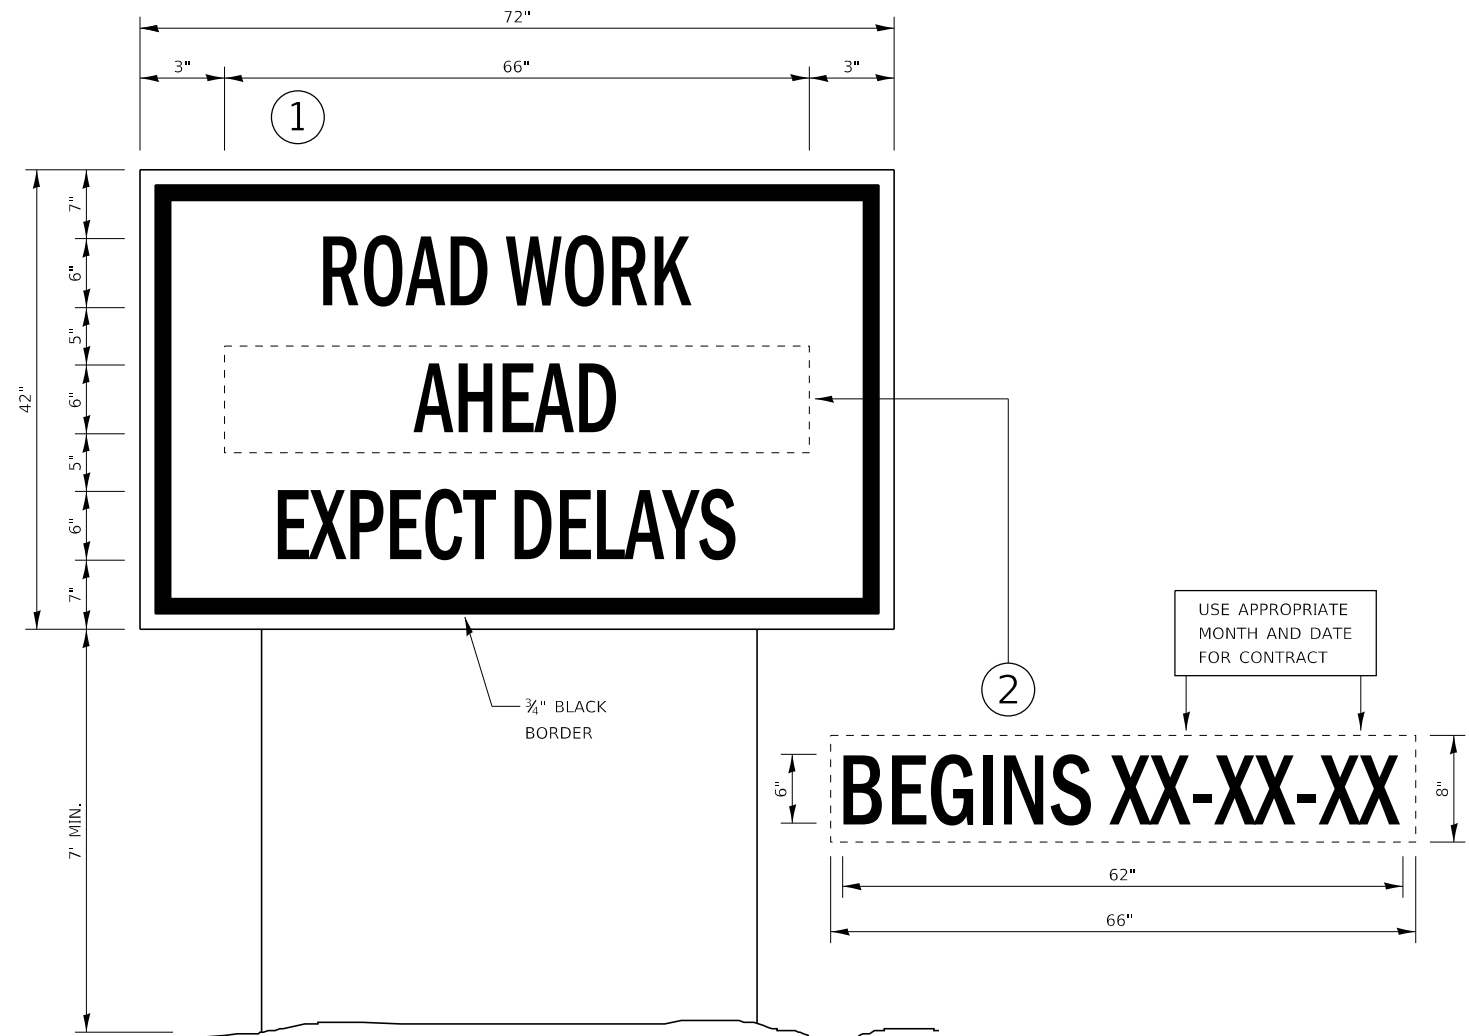 72"
3" 66" 3"
1
7"
6"
5"
6"
5"
6"
7"
42"
ROAD WORK
AHEAD
EXPECT DELAYS
USE APPROPRIATE
MONTH AND DATE
FOR CONTRACT
2
¾" BLACK
BORDER
7' MIN.
6"
BEGINS XX-XX-XX
8"
62"
66"